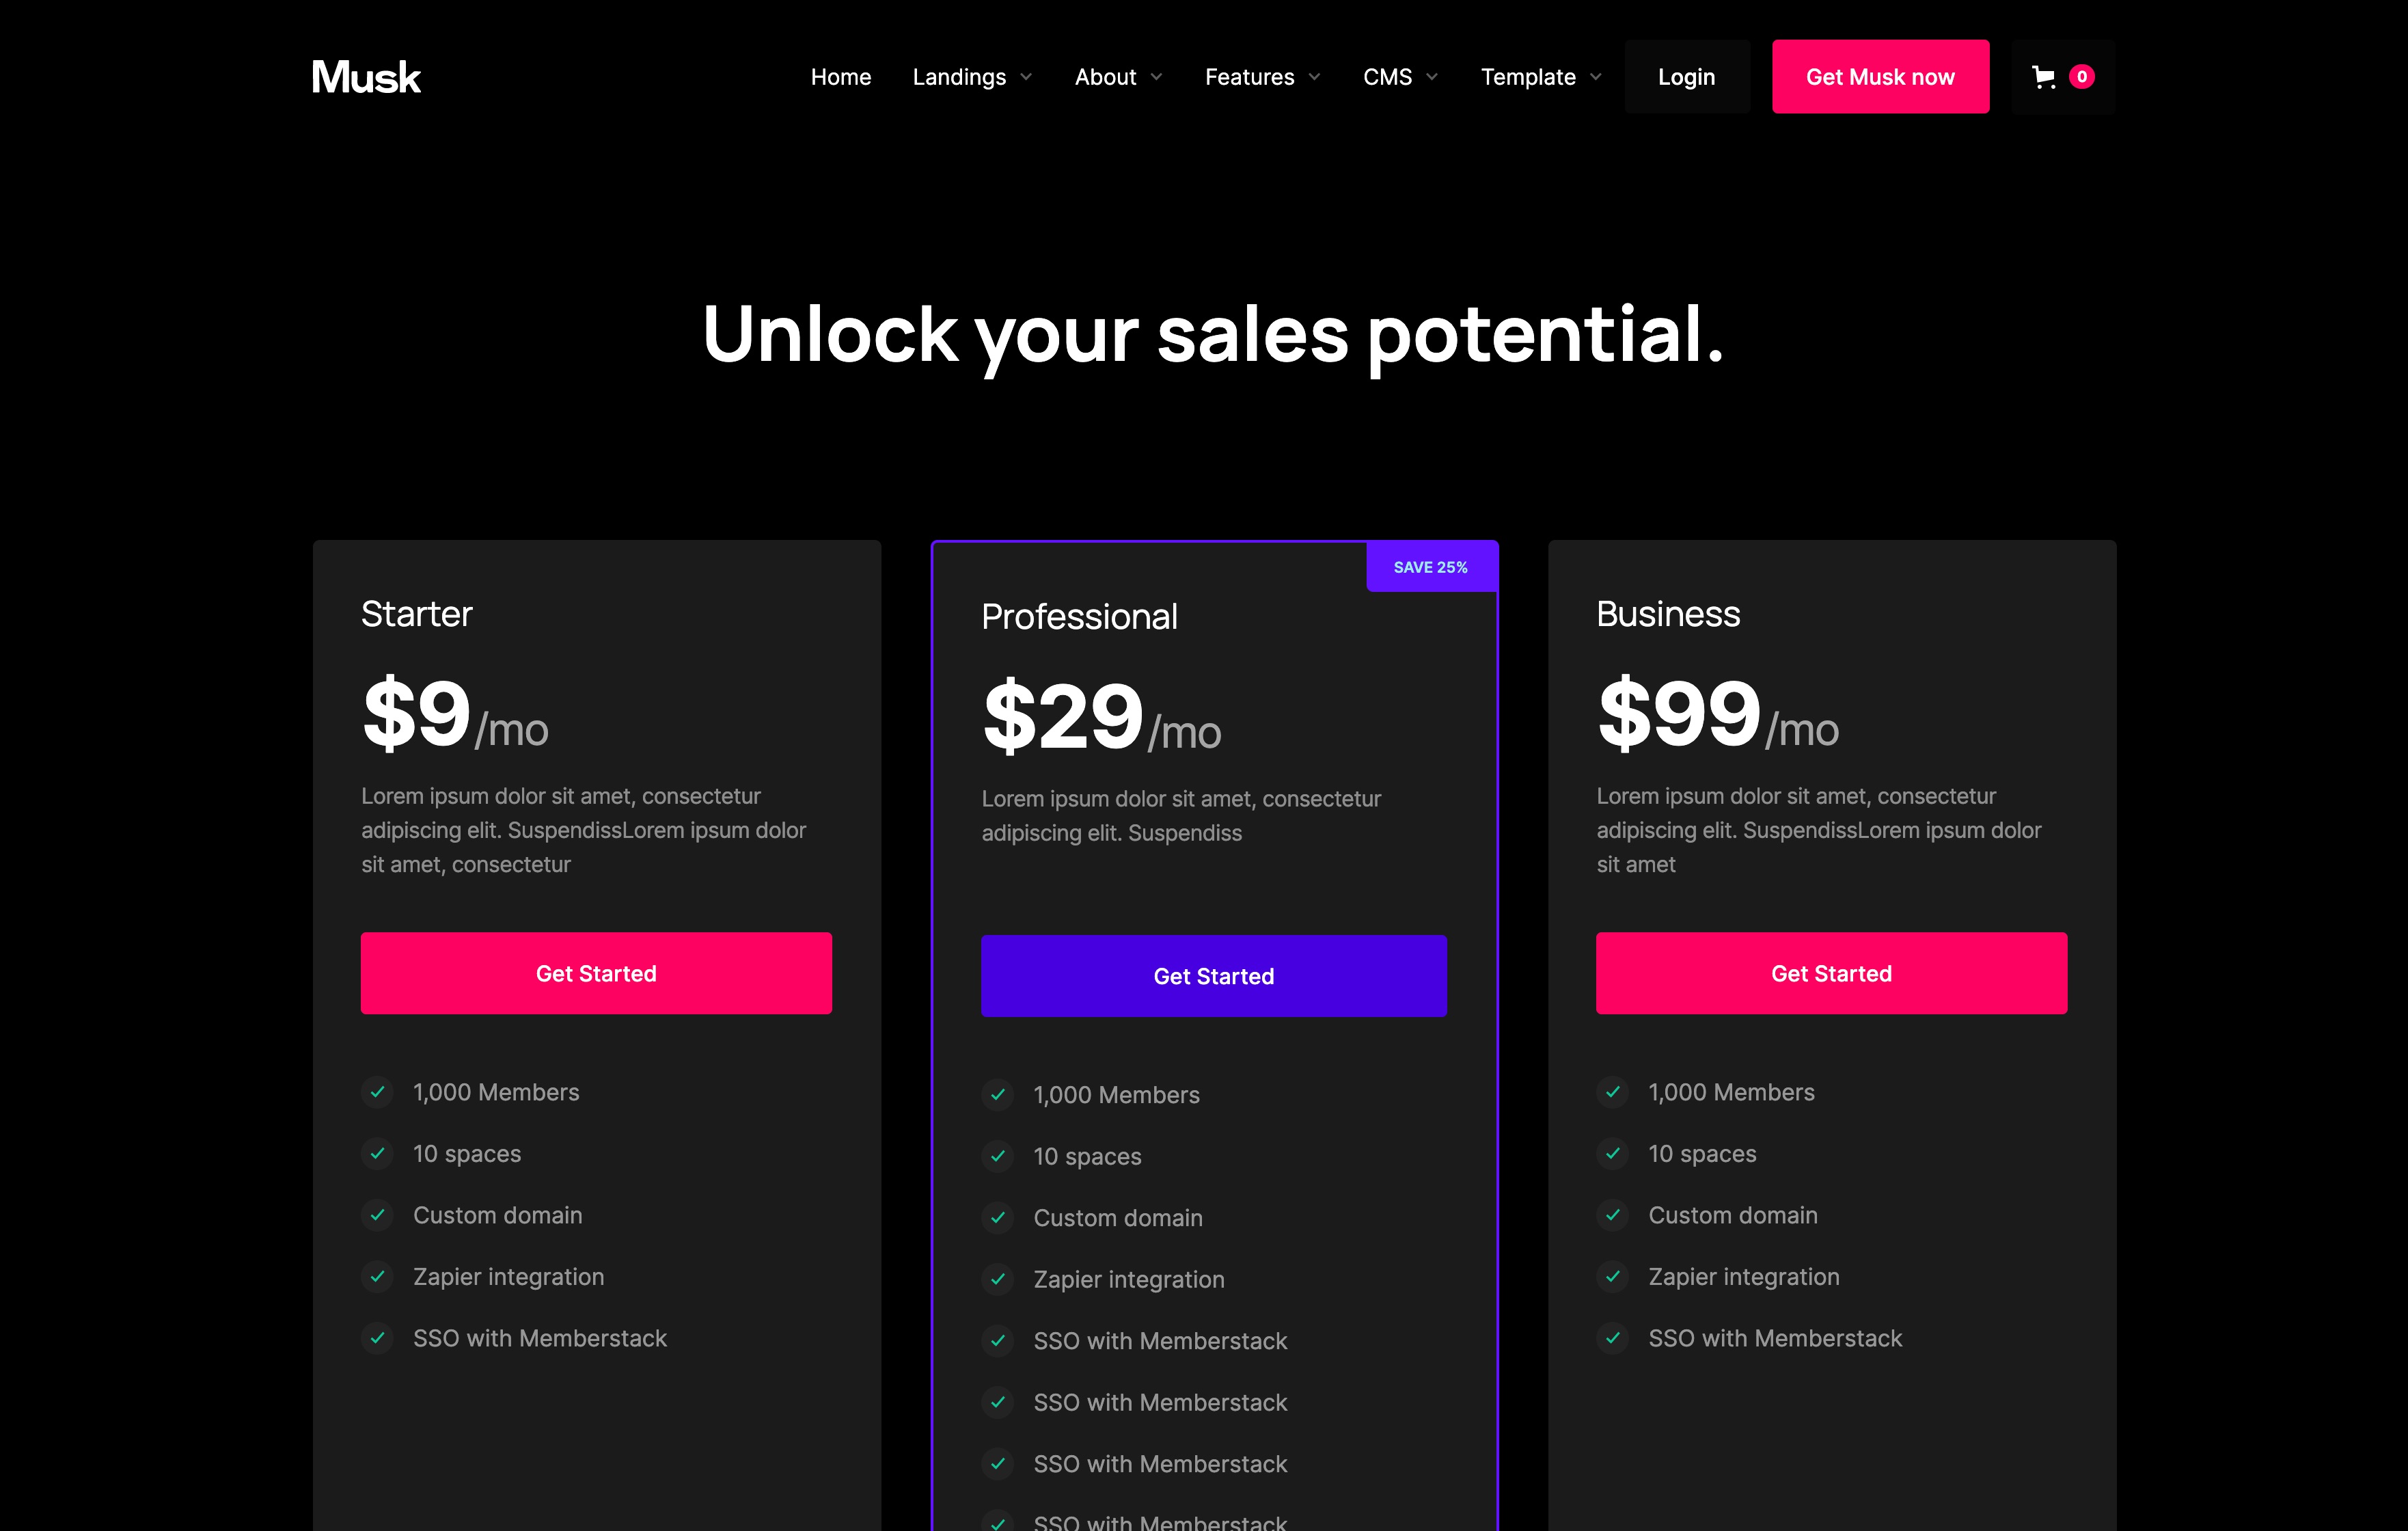 Musk
Home
Landings
About
Features
CMS
Template
Login
Get Musk now
0
Unlock your sales potential.
Starter
$9/mo
Lorem ipsum dolor sit amet, consectetur
adipiscing elit. SuspendissLorem ipsum dolor
sit amet, consectetur
Get Started
1,000 Members
10 spaces
Custom domain
Zapier integration
SSO with Memberstack
SAVE 25%
Professional
$29/mo
Lorem ipsum dolor sit amet, consectetur
adipiscing elit. Suspendiss
Get Started
1,000 Members
10 spaces
Custom domain
Zapier integration
SSO with Memberstack
SSO with Memberstack
SSO with Memberstack
SSO with Memberstack
Business
$99/mo
Lorem ipsum dolor sit amet, consectetur
adipiscing elit. SuspendissLorem ipsum dolor
sit amet
Get Started
1,000 Members
10 spaces
Custom domain
Zapier integration
SSO with Memberstack